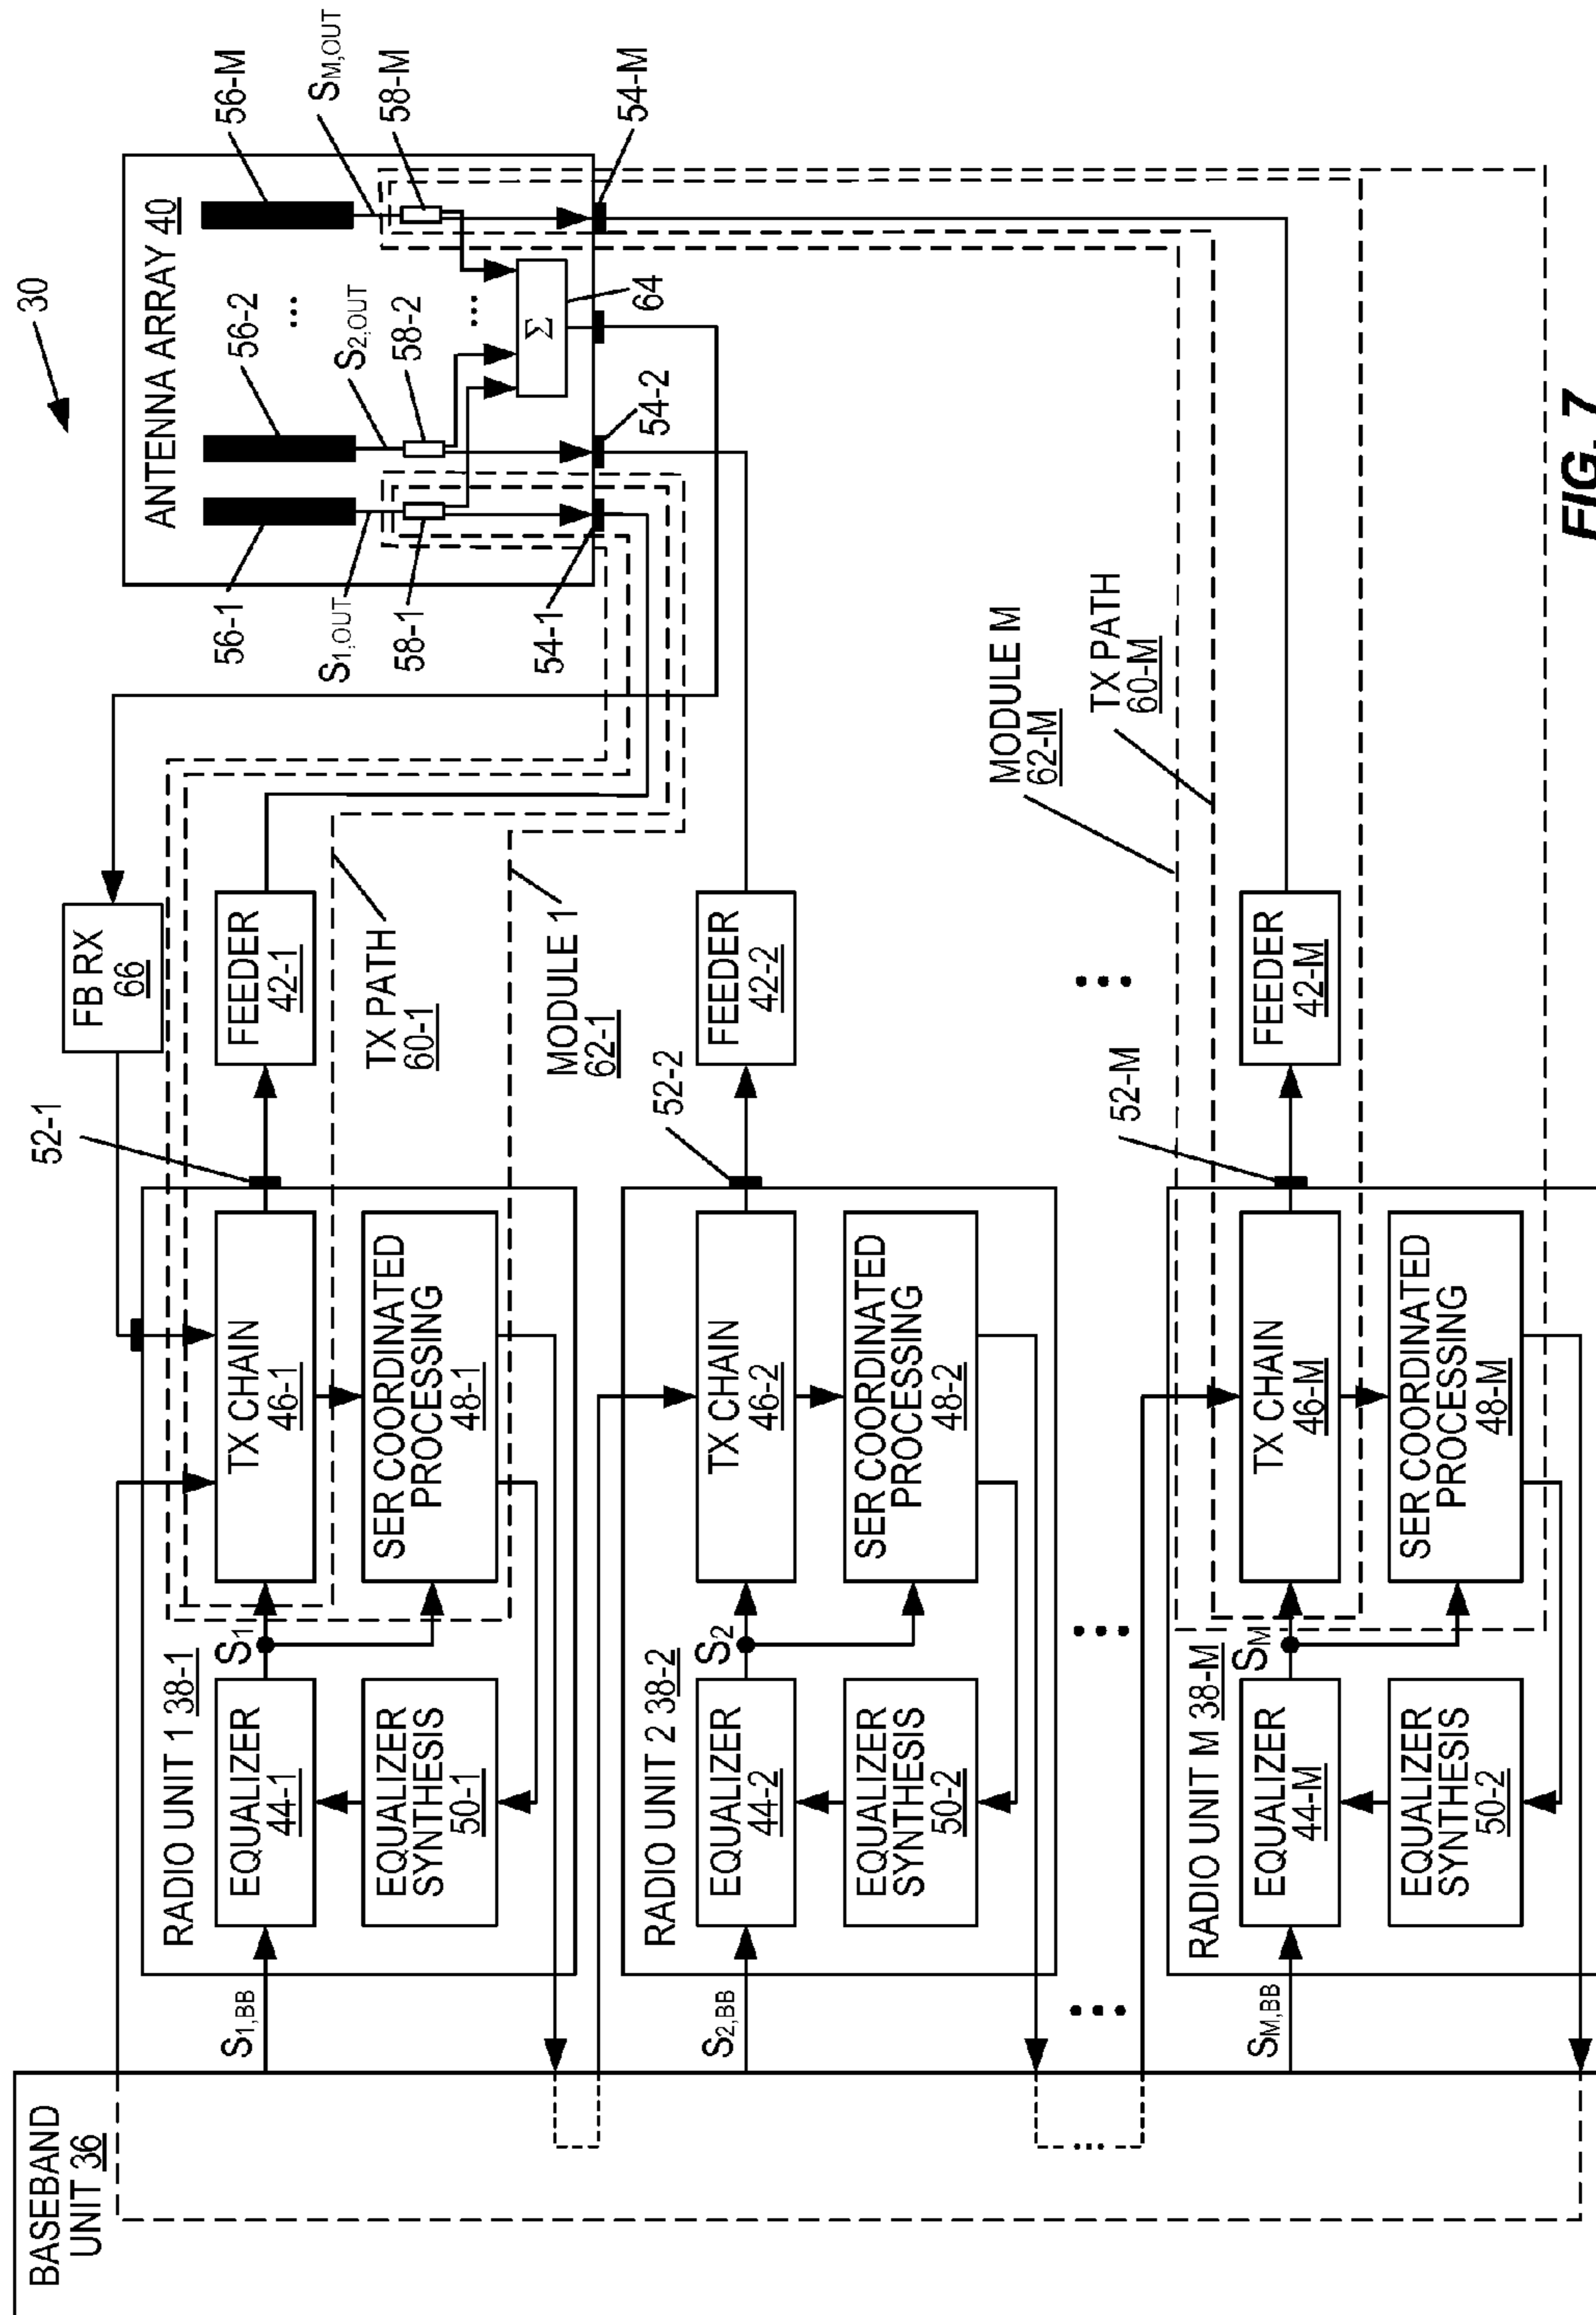 30
BASEBAND
UNIT 36
S1,BB
S2,BB
SM,BB
...
...
RADIO UNIT 1 38-1
EQUALIZER
44-1
EQUALIZER
SYNTHESIS
50-1
S1
TX CHAIN
46-1
SER COORDINATED
PROCESSING
48-1
52-1
FB RX
66
FEEDER
42-1
TX PATH
60-1
MODULE 1
62-1
RADIO UNIT 2 38-2
EQUALIZER
44-2
EQUALIZER
SYNTHESIS
50-2
S2
TX CHAIN
46-2
SER COORDINATED
PROCESSING
48-2
52-2
FEEDER
42-2
...
...
RADIO UNIT M 38-M
EQUALIZER
44-M
EQUALIZER
SYNTHESIS
50-2
SM
TX CHAIN
46-M
SER COORDINATED
PROCESSING
48-M
52-M
FEEDER
42-M
MODULE M
62-M
TX PATH
60-M
ANTENNA ARRAY 40
56-1
56-2
...
56-M
S1,OUT
S2,OUT
SM,OUT
58-1
58-2
...
58-M
Σ
64
54-1
54-2
54-M
FIG. 7